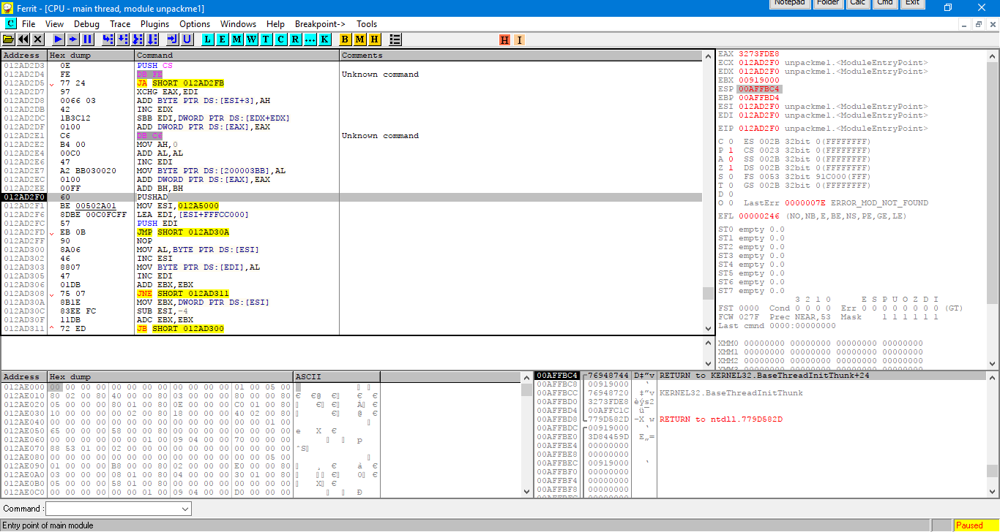 Ferrit - [CPU - main thread, module unpackme1]
Notepad Folder Calc Cmd Exit
C File View Debug Trace Plugins Options Windows Help Breakpoint-> Tools
L E M W T C R ... K B M H H I
Address Hex dump Command Comments
012AD2D3 0E PUSH CS
012AD2D4 FE DB FE Unknown command
012AD2D5 77 24 JA SHORT 012AD2FB
012AD2D7 97 XCHG EAX,EDI
012AD2D8 0066 03 ADD BYTE PTR DS:[ESI+3],AH
012AD2DB 42 INC EDX
012AD2DC 1B3C12 SBB EDI,DWORD PTR DS:[EDX+EDX]
012AD2DF 0100 ADD DWORD PTR DS:[EAX],EAX
012AD2E1 C6 DB C6 Unknown command
012AD2E2 B4 00 MOV AH,0
012AD2E4 00C0 ADD AL,AL
012AD2E6 47 INC EDI
012AD2E7 A2 BB030020 MOV BYTE PTR DS:[200003BB],AL
012AD2EC 0100 ADD DWORD PTR DS:[EAX],EAX
012AD2EE 00FF ADD BH,BH
012AD2F0 60 PUSHAD
012AD2F1 BE 00502A01 MOV ESI,012A5000
012AD2F6 8DBE 00C0FCFF LEA EDI,[ESI+FFFCC000]
012AD2FC 57 PUSH EDI
012AD2FD EB 0B JMP SHORT 012AD30A
012AD2FF 90 NOP
012AD300 8A06 MOV AL,BYTE PTR DS:[ESI]
012AD302 46 INC ESI
012AD303 8807 MOV BYTE PTR DS:[EDI],AL
012AD305 47 INC EDI
012AD306 01DB ADD EBX,EBX
012AD308 75 07 JNE SHORT 012AD311
012AD30A 8B1E MOV EBX,DWORD PTR DS:[ESI]
012AD30C 83EE FC SUB ESI,-4
012AD30F 11DB ADC EBX,EBX
012AD311 72 ED JB SHORT 012AD300
EAX 3273FDE8
ECX 012AD2F0 unpackme1.<ModuleEntryPoint>
EDX 012AD2F0 unpackme1.<ModuleEntryPoint>
EBX 00919000
ESP 00AFFBC4
EBP 00AFFBD4
ESI 012AD2F0 unpackme1.<ModuleEntryPoint>
EDI 012AD2F0 unpackme1.<ModuleEntryPoint>
EIP 012AD2F0 unpackme1.<ModuleEntryPoint>
C 0 ES 002B 32bit 0(FFFFFFFF)
P 1 CS 0023 32bit 0(FFFFFFFF)
A 0 SS 002B 32bit 0(FFFFFFFF)
Z 1 DS 002B 32bit 0(FFFFFFFF)
S 0 FS 0053 32bit 91C000(FFF)
T 0 GS 002B 32bit 0(FFFFFFFF)
D 0
O 0 LastErr 0000007E ERROR_MOD_NOT_FOUND
EFL 00000246 (NO,NB,E,BE,NS,PE,GE,LE)
ST0 empty 0.0
ST1 empty 0.0
ST2 empty 0.0
ST3 empty 0.0
ST4 empty 0.0
ST5 empty 0.0
ST6 empty 0.0
ST7 empty 0.0
3 2 1 0 E S P U O Z D I
FST 0000 Cond 0 0 0 0 Err 0 0 0 0 0 0 0 0 (GT)
FCW 027F Prec NEAR,53 Mask 1 1 1 1 1 1
Last cmnd 0000:00000000
XMM0 00000000 00000000 00000000 00000000
XMM1 00000000 00000000 00000000 00000000
XMM2 00000000 00000000 00000000 00000000
Address Hex dump ASCII
012AE000 00 00 00 00 00 00 00 00 00 00 00 00 01 00 05 00
012AE010 80 02 00 80 40 00 00 80 03 00 00 00 80 00 00 80 € €@ € € €
012AE020 05 00 00 00 80 01 00 80 0E 00 00 00 C0 01 00 80 € € À €
012AE030 10 00 00 00 00 02 00 80 18 00 00 00 40 02 00 80 € @ €
012AE040 00 00 00 00 00 00 00 00 00 00 00 00 00 00 01 00
012AE050 65 00 00 00 58 00 00 80 00 00 00 00 00 00 00 00 e X €
012AE060 00 00 00 00 00 00 01 00 09 04 00 00 70 00 00 00 p
012AE070 88 53 01 00 02 00 00 00 00 00 00 00 00 00 00 00 ˆS
012AE080 00 00 00 00 00 00 00 00 00 00 00 00 00 00 05 00
012AE090 01 00 00 00 B8 00 00 80 02 00 00 00 E0 00 00 80 ¸ € à €
012AE0A0 03 00 00 00 08 01 00 80 04 00 00 00 30 01 00 80 € 0 €
012AE0B0 05 00 00 00 58 01 00 80 00 00 00 00 00 00 00 00 X €
012AE0C0 00 00 00 00 00 00 01 00 09 04 00 00 D0 00 00 00 Ð
00AFFBC4 76948744 D‡”v RETURN to KERNEL32.BaseThreadInitThunk+24
00AFFBC8 00919000 ‘
00AFFBCC 76948720 ‡”v KERNEL32.BaseThreadInitThunk
00AFFBD0 3273FDE8 èýs2
00AFFBD4 00AFFC1C ü¯
00AFFBD8 779D582D -X w RETURN to ntdll.779D582D
00AFFBDC 00919000 ‘
00AFFBE0 3D84459D E„=
00AFFBE4 00000000
00AFFBE8 00000000
00AFFBEC 00919000 ‘
00AFFBF0 00000000
00AFFBF4 00000000
00AFFBF8 00000000
Command :
Entry point of main module
Paused